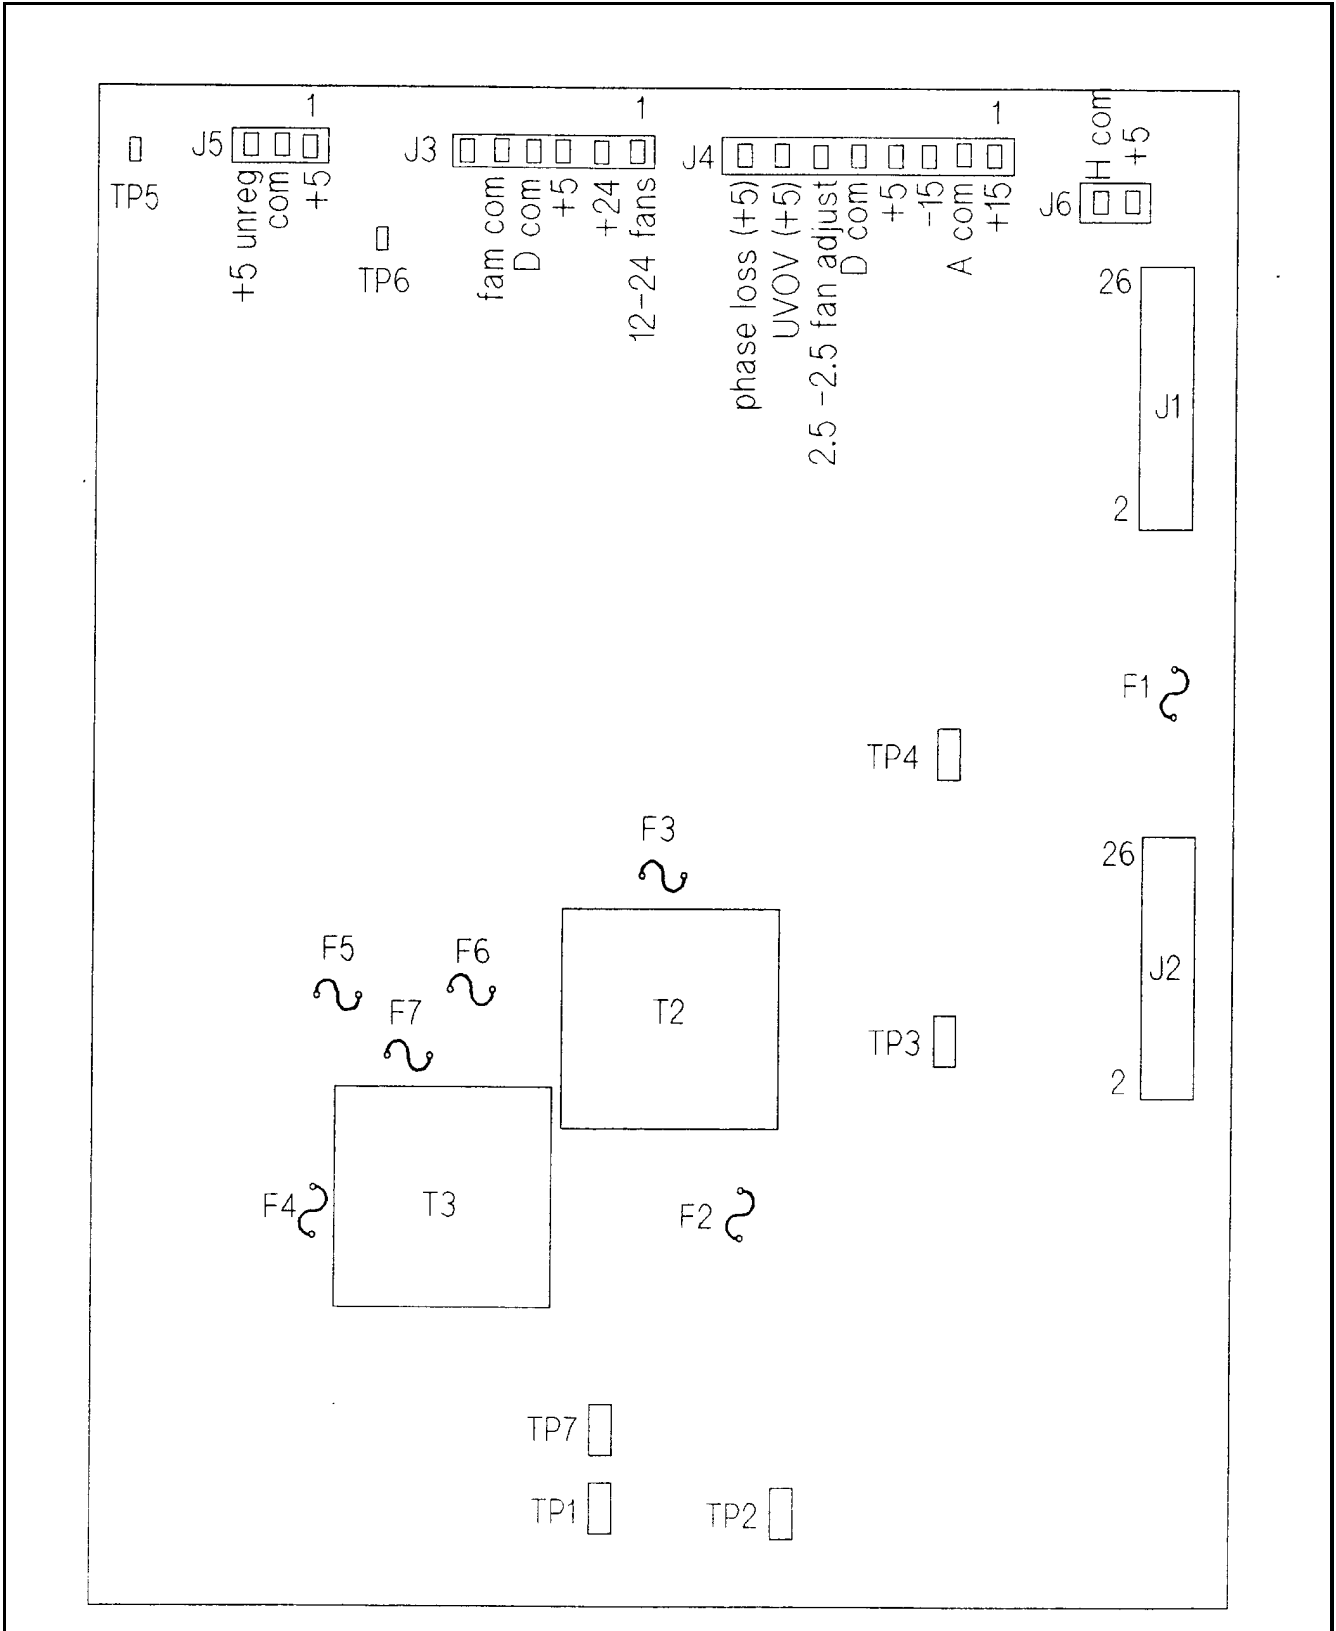 1
1
1
J5
J3
J4
J6
H com
+5
TP5
+5 unreg
com
+5
TP6
fam com
D com
+5
+24
12-24 fans
phase loss (+5)
UVOV (+5)
2.5 -2.5 fan adjust
D com
+5
-15
A com
+15
26
J1
2
F1
TP4
F3
26
F5
F6
J2
F7
T2
TP3
2
F4
T3
F2
TP7
TP1
TP2